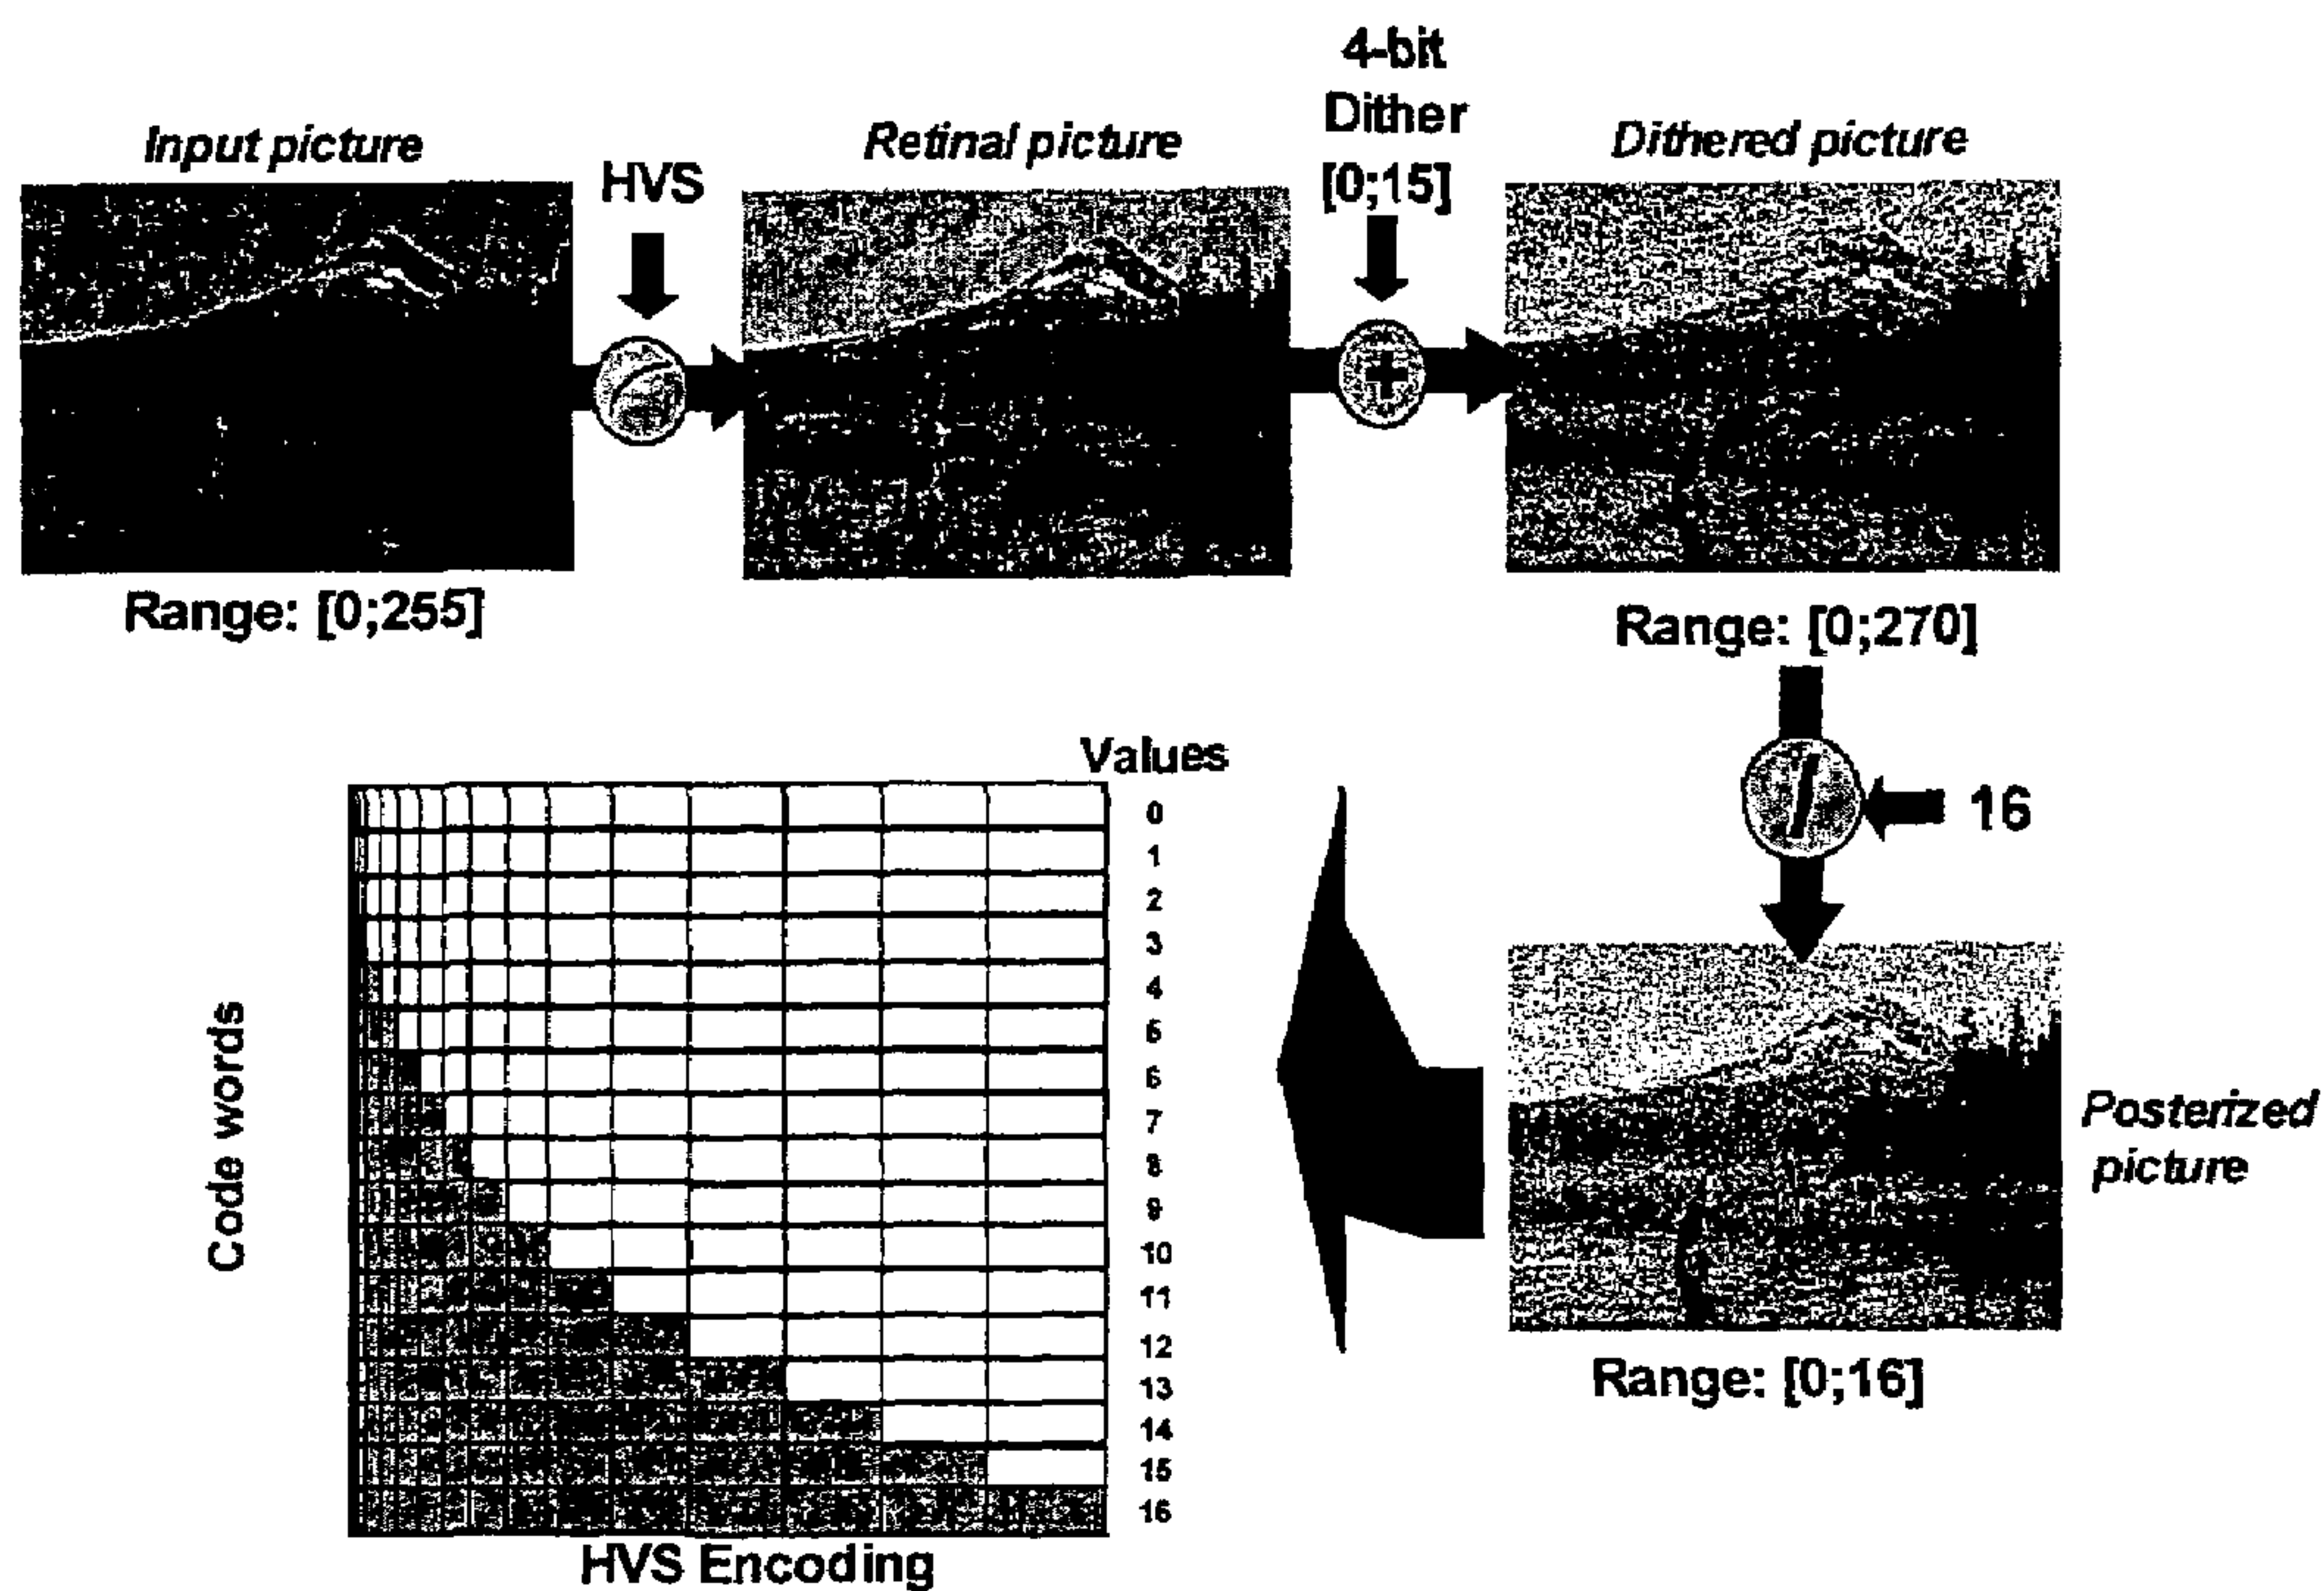 Input picture
HVS
Retinal picture
4-bit
Dither
[0;15]
Dithered picture
Range: [0;255]
Range: [0;270]
16
Values
0
1
2
3
4
5
6
7
8
9
10
11
12
13
14
15
16
Code words
HVS Encoding
Posterized
picture
Range: [0;16]